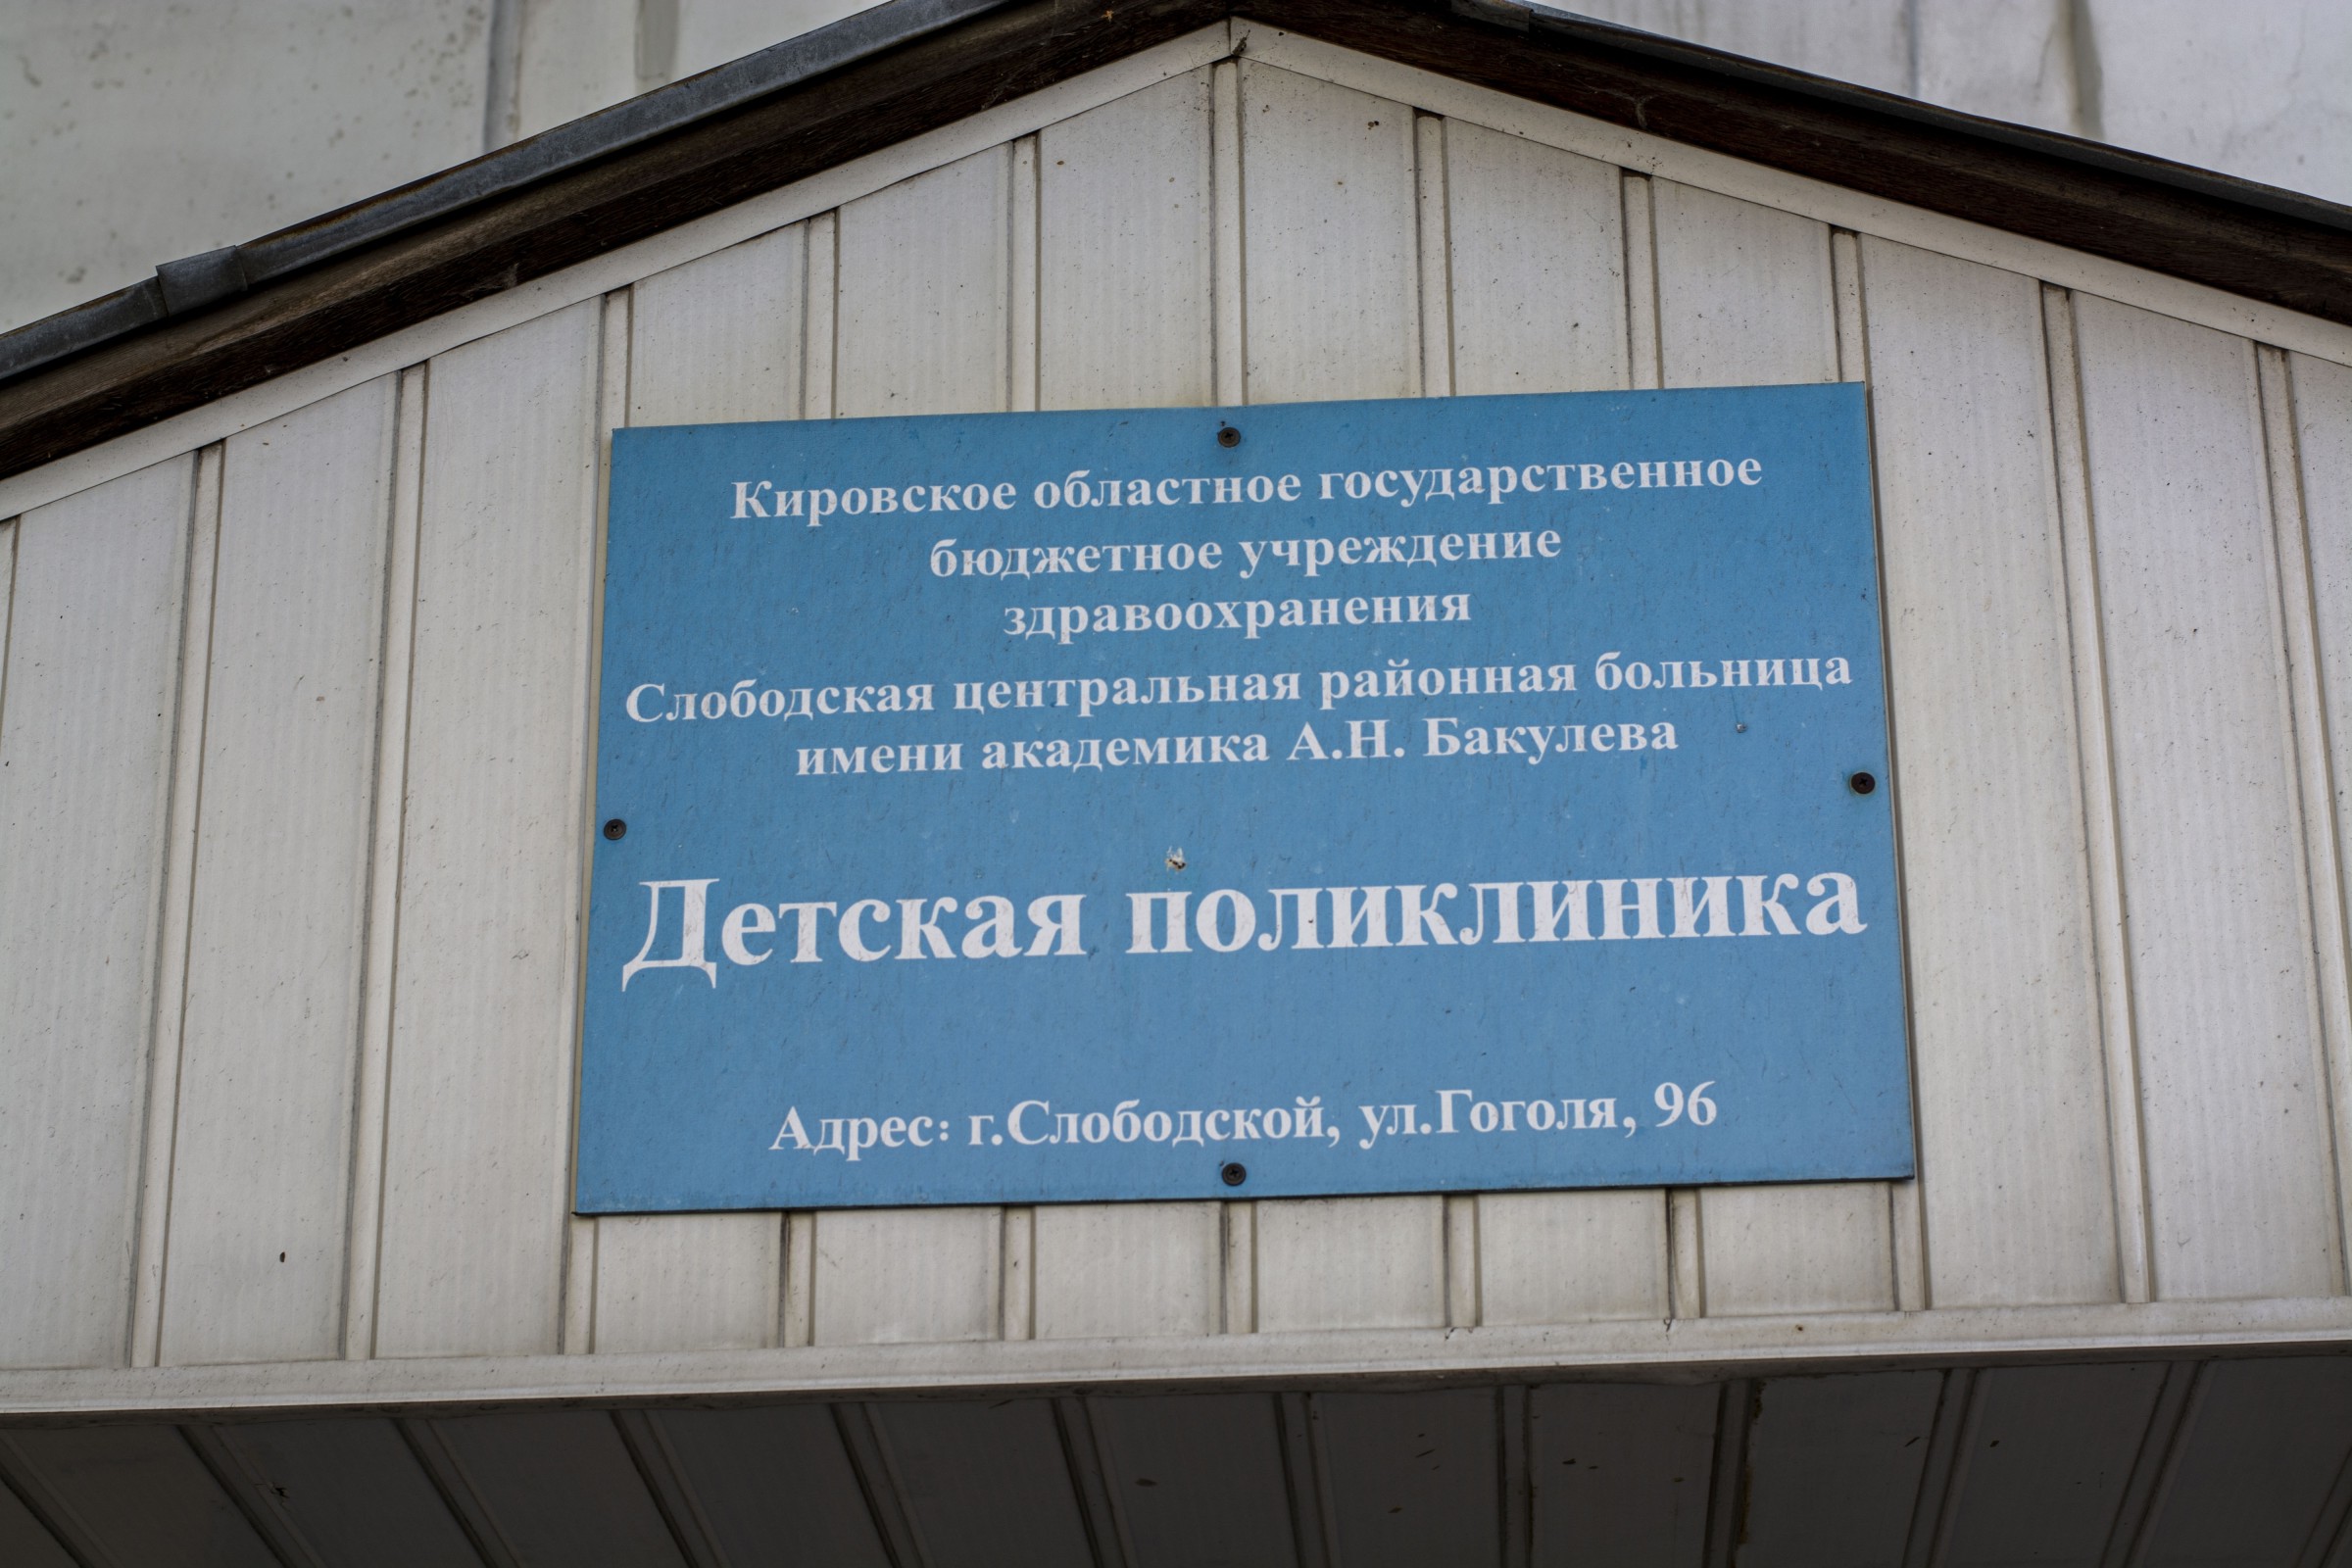 Кировское областное государственное
бюджетное учреждение
здравоохранения
Слободская центральная районная больница
имени академика А.Н. Бакулева
Детская поликлиника
Адрес: г.Слободской, ул.Гоголя, 96